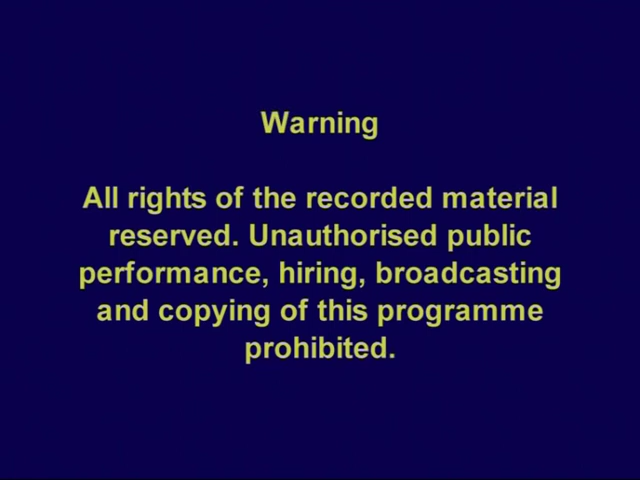 Warning
All rights of the recorded material
reserved. Unauthorised public
performance, hiring, broadcasting
and copying of this programme
prohibited.